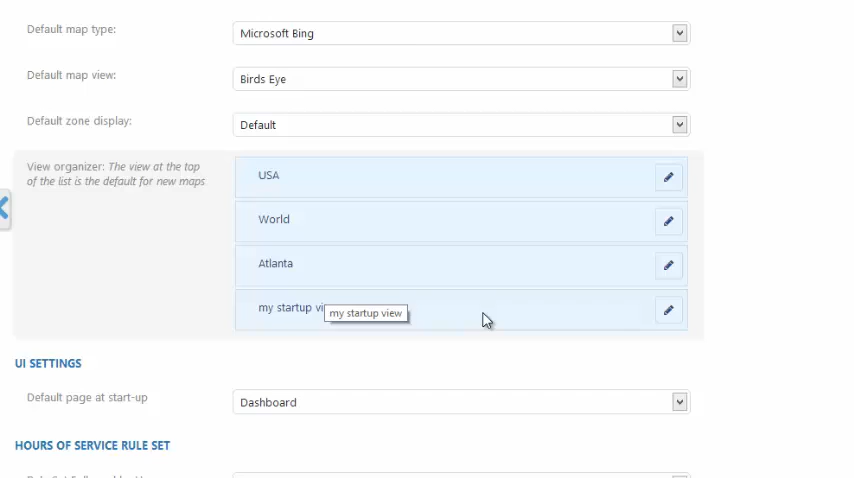 Default map type:
Microsoft Bing
Default map view:
Birds Eye
Default zone display:
Default
View organizer: The view at the top
of the list is the default for new maps
USA
World
Atlanta
my startup vi
my startup view
UI SETTINGS
Default page at start-up
Dashboard
HOURS OF SERVICE RULE SET